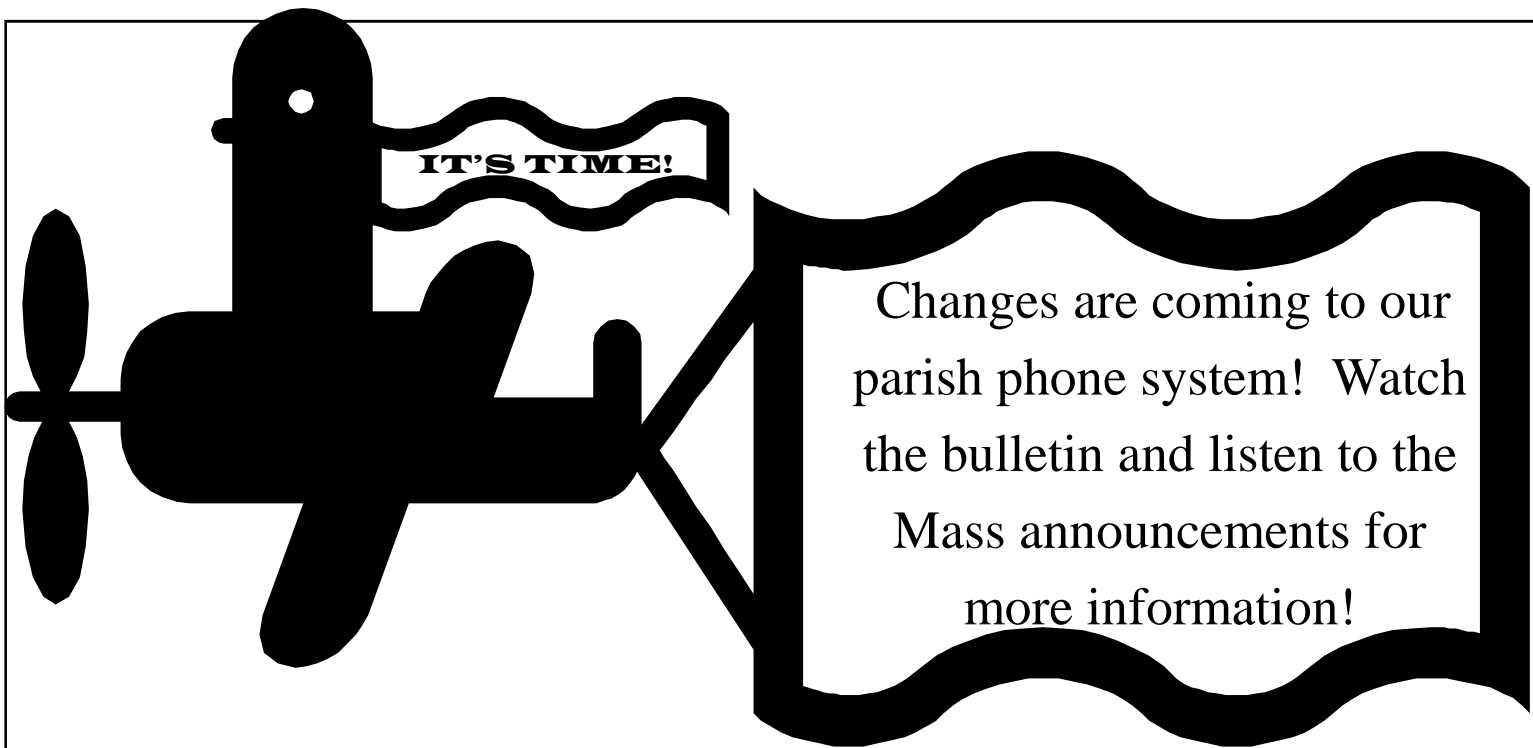 IT'S TIME!
Changes are coming to our
parish phone system!  Watch
the bulletin and listen to the
Mass announcements for
more information!